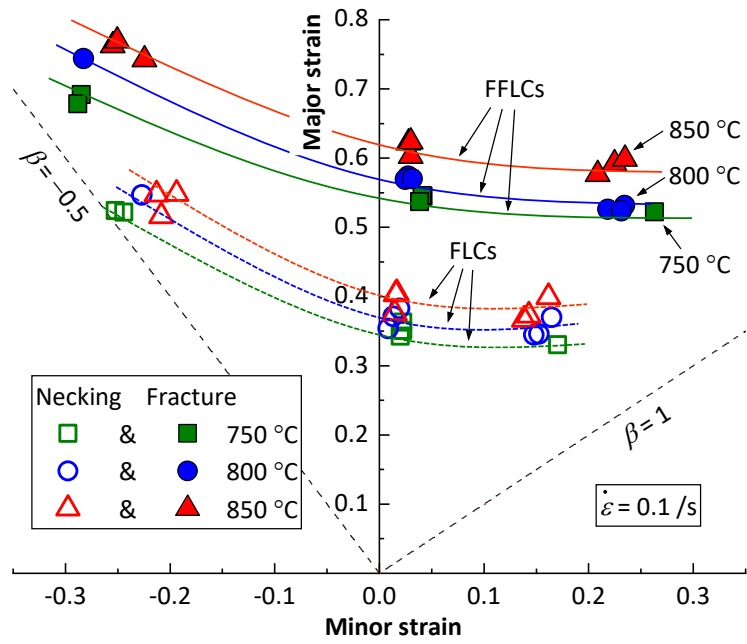 0.8
0.7
0.6
0.5
0.4
0.3
0.2
0.1
Major strain
FFLCs
850 °C
800 °C
750 °C
β = −0.5
FLCs
Necking Fracture
& 750 °C
& 800 °C
& 850 °C
β = 1
ε̇ = 0.1 /s
-0.3 -0.2 -0.1 0.0 0.1 0.2 0.3
Minor strain